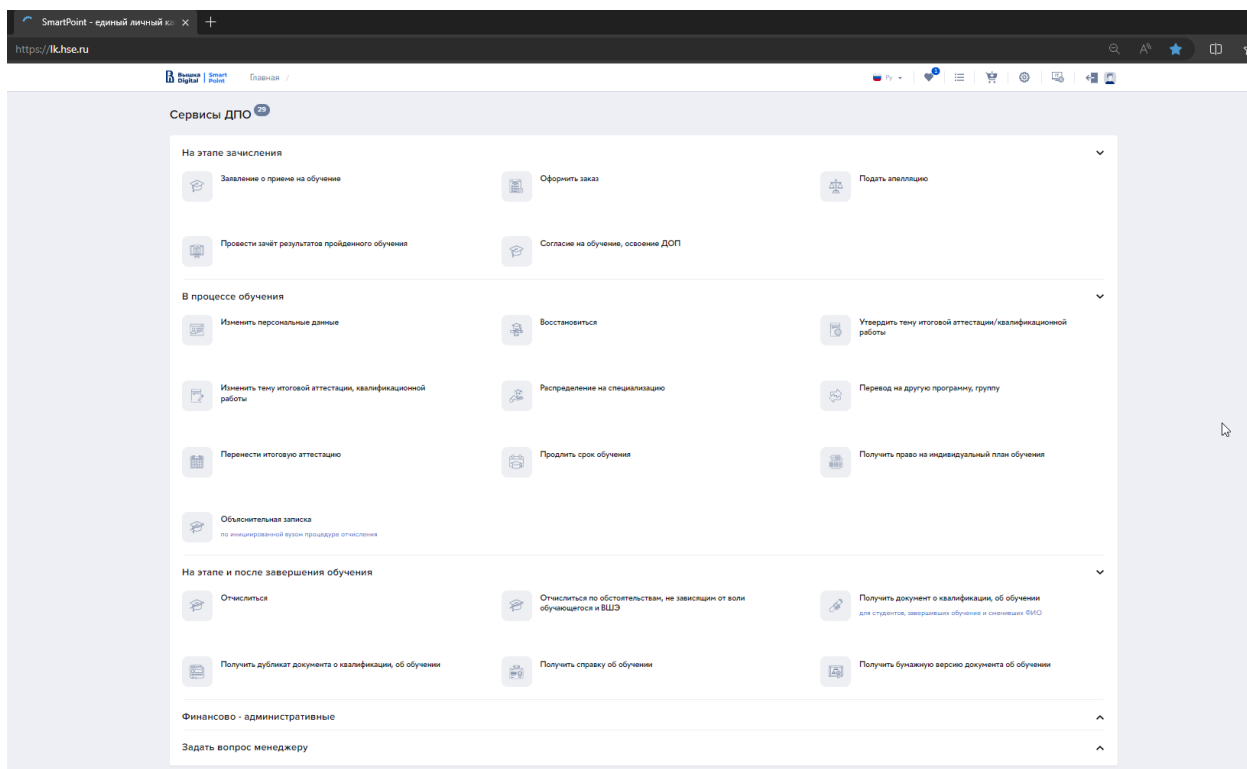 SmartPoint - единый личный ка
https://lk.hse.ru
Вышка Digital | Smart Point
Главная /
Ру
1
Сервисы ДПО 29
На этапе зачисления
Заявление о приеме на обучение
Оформить заказ
Подать апелляцию
Провести зачёт результатов пройденного обучения
Согласие на обучение, освоение ДОП
В процессе обучения
Изменить персональные данные
Восстановиться
Утвердить тему итоговой аттестации/квалификационной
работы
Изменить тему итоговой аттестации, квалификационной
работы
Распределение на специализацию
Перевод на другую программу, группу
Перенести итоговую аттестацию
Продлить срок обучения
Получить право на индивидуальный план обучения
Объяснительная записка
по инициированной вузом процедуре отчисления
На этапе и после завершения обучения
Отчислиться
Отчислиться по обстоятельствам, не зависящим от воли
обучающегося и ВШЭ
Получить документ о квалификации, об обучении
для студентов, завершивших обучение и сменивших ФИО
Получить дубликат документа о квалификации, об обучении
Получить справку об обучении
Получить бумажную версию документа об обучении
Финансово - административные
Задать вопрос менеджеру